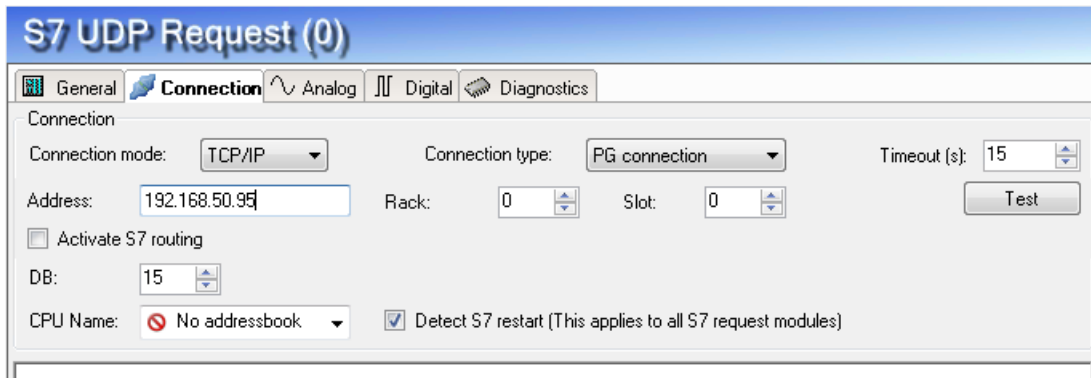 S7 UDP Request (0)
General Connection Analog Digital Diagnostics
Connection
Connection mode: TCP/IP Connection type: PG connection Timeout (s): 15
Address: 192.168.50.95 Rack: 0 Slot: 0 Test
Activate S7 routing
DB: 15
CPU Name: No addressbook Detect S7 restart (This applies to all S7 request modules)